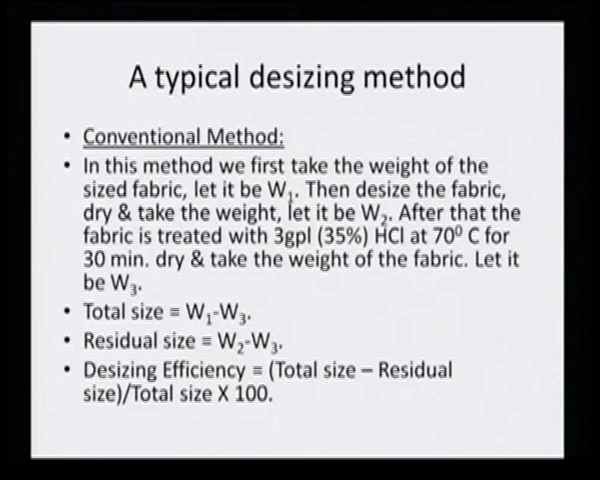 A typical desizing method
• Conventional Method:
• In this method we first take the weight of the
sized fabric, let it be W₁. Then desize the fabric,
dry & take the weight, let it be W₂. After that the
fabric is treated with 3gpl (35%) HCl at 70⁰ C for
30 min. dry & take the weight of the fabric. Let it
be W₃.
• Total size = W₁-W₃.
• Residual size = W₂-W₃.
• Desizing Efficiency = (Total size – Residual
size)/Total size X 100.